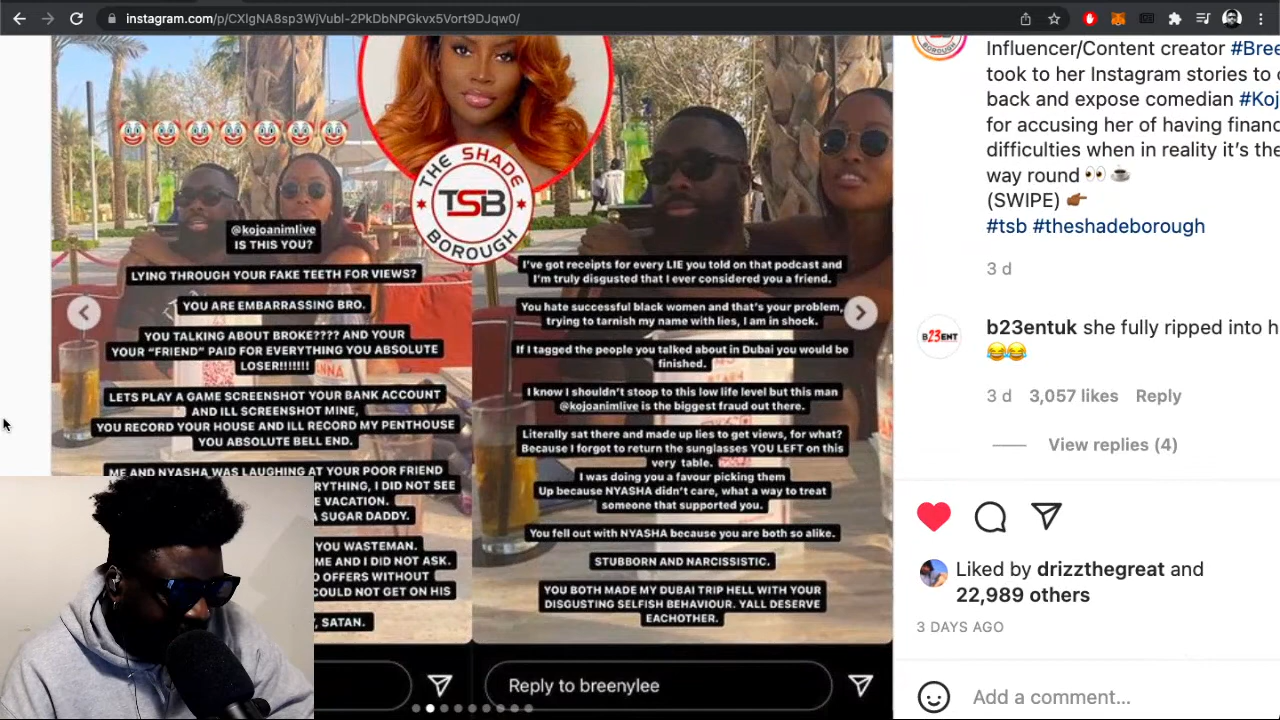 instagram.com/p/CXIgNA8sp3WjVubl-2PkDbNPGkvx5Vort9DJqw0/
THE SHADE
TSB
BOROUGH
@kojoanimlive
IS THIS YOU?
LYING THROUGH YOUR FAKE TEETH FOR VIEWS?
YOU ARE EMBARRASSING BRO.
YOU TALKING ABOUT BROKE???? AND YOUR
YOUR “FRIEND” PAID FOR EVERYTHING YOU ABSOLUTE
LOSER!!!!!!!
LETS PLAY A GAME SCREENSHOT YOUR BANK ACCOUNT
AND ILL SCREENSHOT MINE,
YOU RECORD YOUR HOUSE AND ILL RECORD MY PENTHOUSE
YOU ABSOLUTE BELL END.
ME AND NYASHA WAS LAUGHING AT YOUR POOR FRIEND
RYTHING, I DID NOT SEE
E VACATION.
SUGAR DADDY.
YOU WASTEMAN.
ME AND I DID NOT ASK.
OFFERS WITHOUT
COULD NOT GET ON HIS
, SATAN.
I’ve got receipts for every LIE you told on that podcast and
I’m truly disgusted that I ever considered you a friend.
You hate successful black women and that’s your problem,
trying to tarnish my name with lies, I am in shock.
If I tagged the people you talked about in Dubai you would be
finished.
I know I shouldn’t stoop to this low life level but this man
@kojoanimlive is the biggest fraud out there.
Literally sat there and made up lies to get views, for what?
Because I forgot to return the sunglasses YOU LEFT on this
very table.
I was doing you a favour picking them
Up because NYASHA didn’t care, what a way to treat
someone that supported you.
You fell out with NYASHA because you are both so alike.
STUBBORN AND NARCISSISTIC.
YOU BOTH MADE MY DUBAI TRIP HELL WITH YOUR
DISGUSTING SELFISH BEHAVIOUR. YALL DESERVE
EACHOTHER.
Reply to breenylee
BOROUGH
Influencer/Content creator #Bree
took to her Instagram stories to
back and expose comedian #Koj
for accusing her of having financ
difficulties when in reality it’s the
way round 👀 ☕
(SWIPE) 👉🏾
#tsb #theshadeborough
3 d
B23ENT
b23entuk she fully ripped into h
😂😂
3 d 3,057 likes Reply
View replies (4)
Liked by drizzthegreat and
22,989 others
3 DAYS AGO
Add a comment...